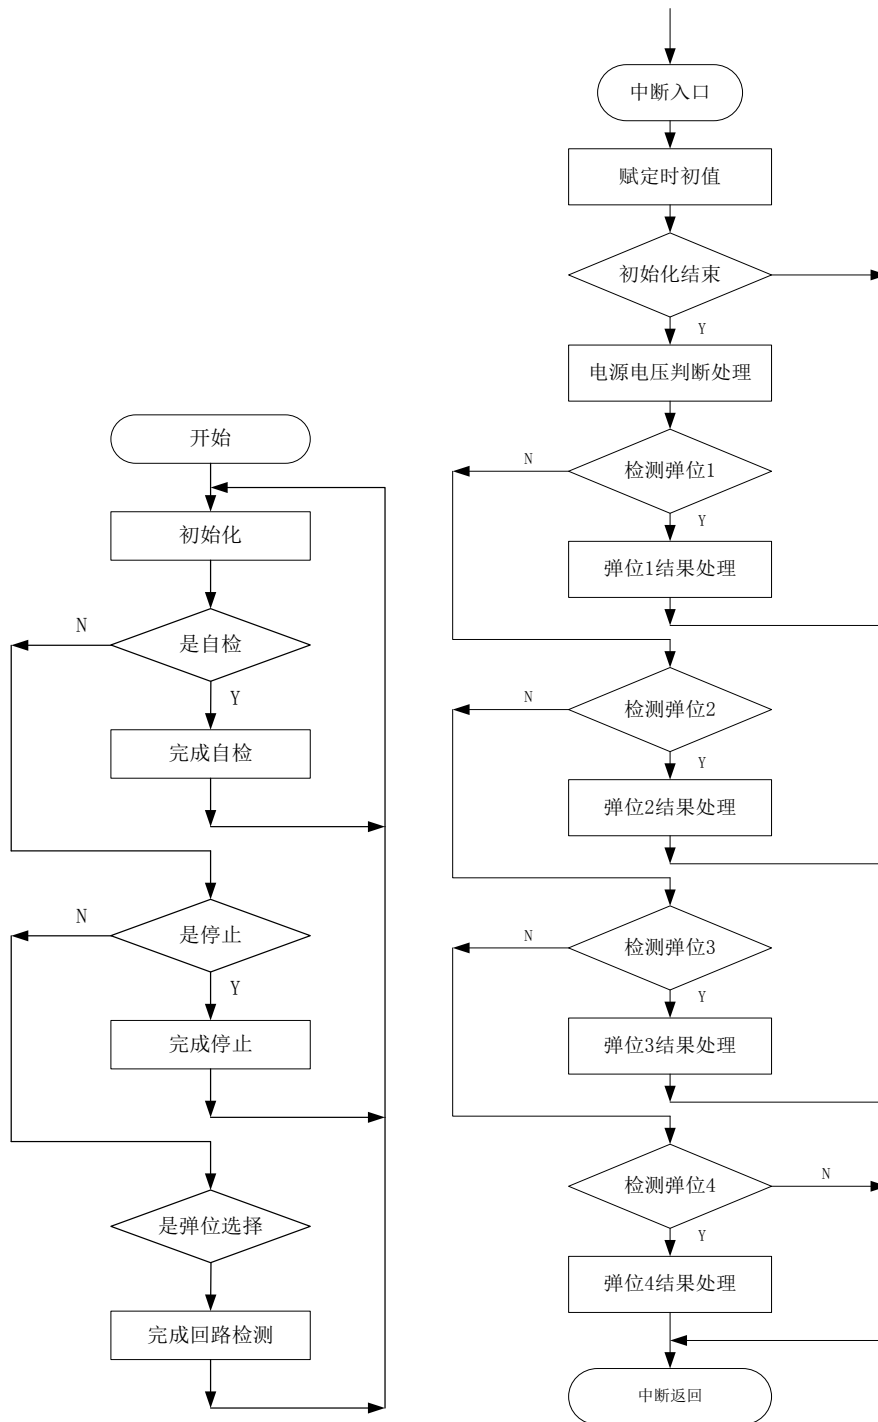 开始
初始化
是自检
N
Y
完成自检
是停止
N
Y
完成停止
是弹位选择
完成回路检测
中断入口
赋定时初值
初始化结束
Y
电源电压判断处理
检测弹位1
N
Y
弹位1结果处理
检测弹位2
N
Y
弹位2结果处理
检测弹位3
N
Y
弹位3结果处理
检测弹位4
N
Y
弹位4结果处理
中断返回